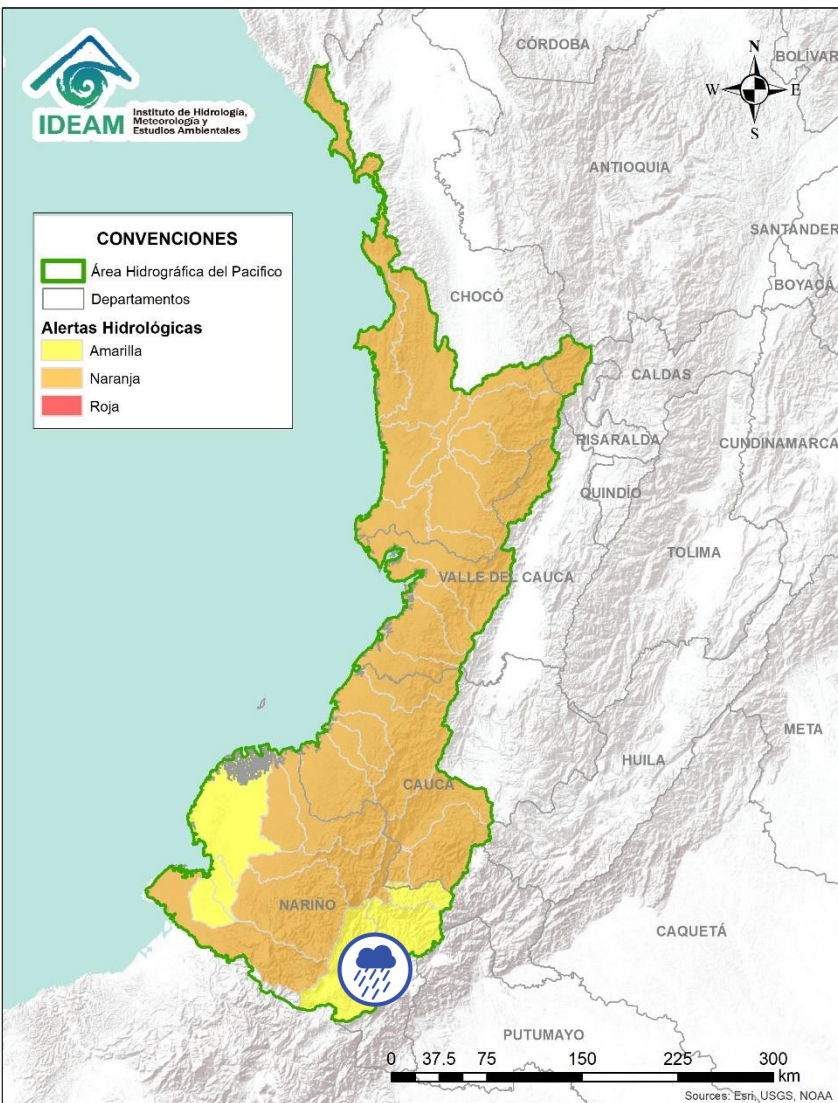 IDEAM
Instituto de Hidrología,
Meteorología y
Estudios Ambientales
CONVENCIONES
Área Hidrográfica del Pacifico
Departamentos
Alertas Hidrológicas
Amarilla
Naranja
Roja
N
W
E
S
CÓRDOBA
BOLÍVAR
ANTIOQUIA
SANTANDER
BOYACÁ
CHOCÓ
CALDAS
RISARALDA
CUNDINAMARCA
QUINDÍO
TOLIMA
VALLE DEL CAUCA
META
HUILA
CAUCA
NARIÑO
CAQUETÁ
PUTUMAYO
0 37.5 75 150 225 300
km
Sources: Esri, USGS, NOAA